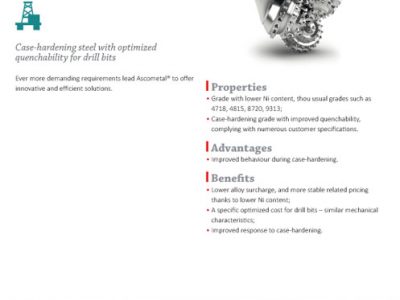 Case-hardening steel with optimized
quenchability for drill bits
Ever more demanding requirements lead Ascometal® to offer
innovative and efficient solutions.
Properties
• Grade with lower Ni content, thou usual grades such as
4718, 4815, 8720, 9313;
• Case-hardening grade with improved quenchability,
complying with numerous customer specifications.
Advantages
• Improved behaviour during case-hardening.
Benefits
• Lower alloy surcharge, and more stable related pricing
thanks to lower Ni content;
• A specific optimized cost for drill bits – similar mechanical
characteristics;
• Improved response to case-hardening.